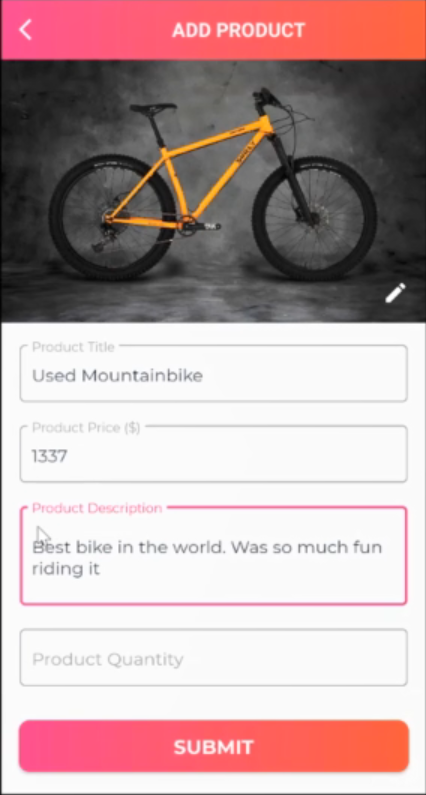 ADD PRODUCT
Product Title
Used Mountainbike
Product Price ($)
1337
Product Description
Best bike in the world. Was so much fun
riding it
Product Quantity
SUBMIT